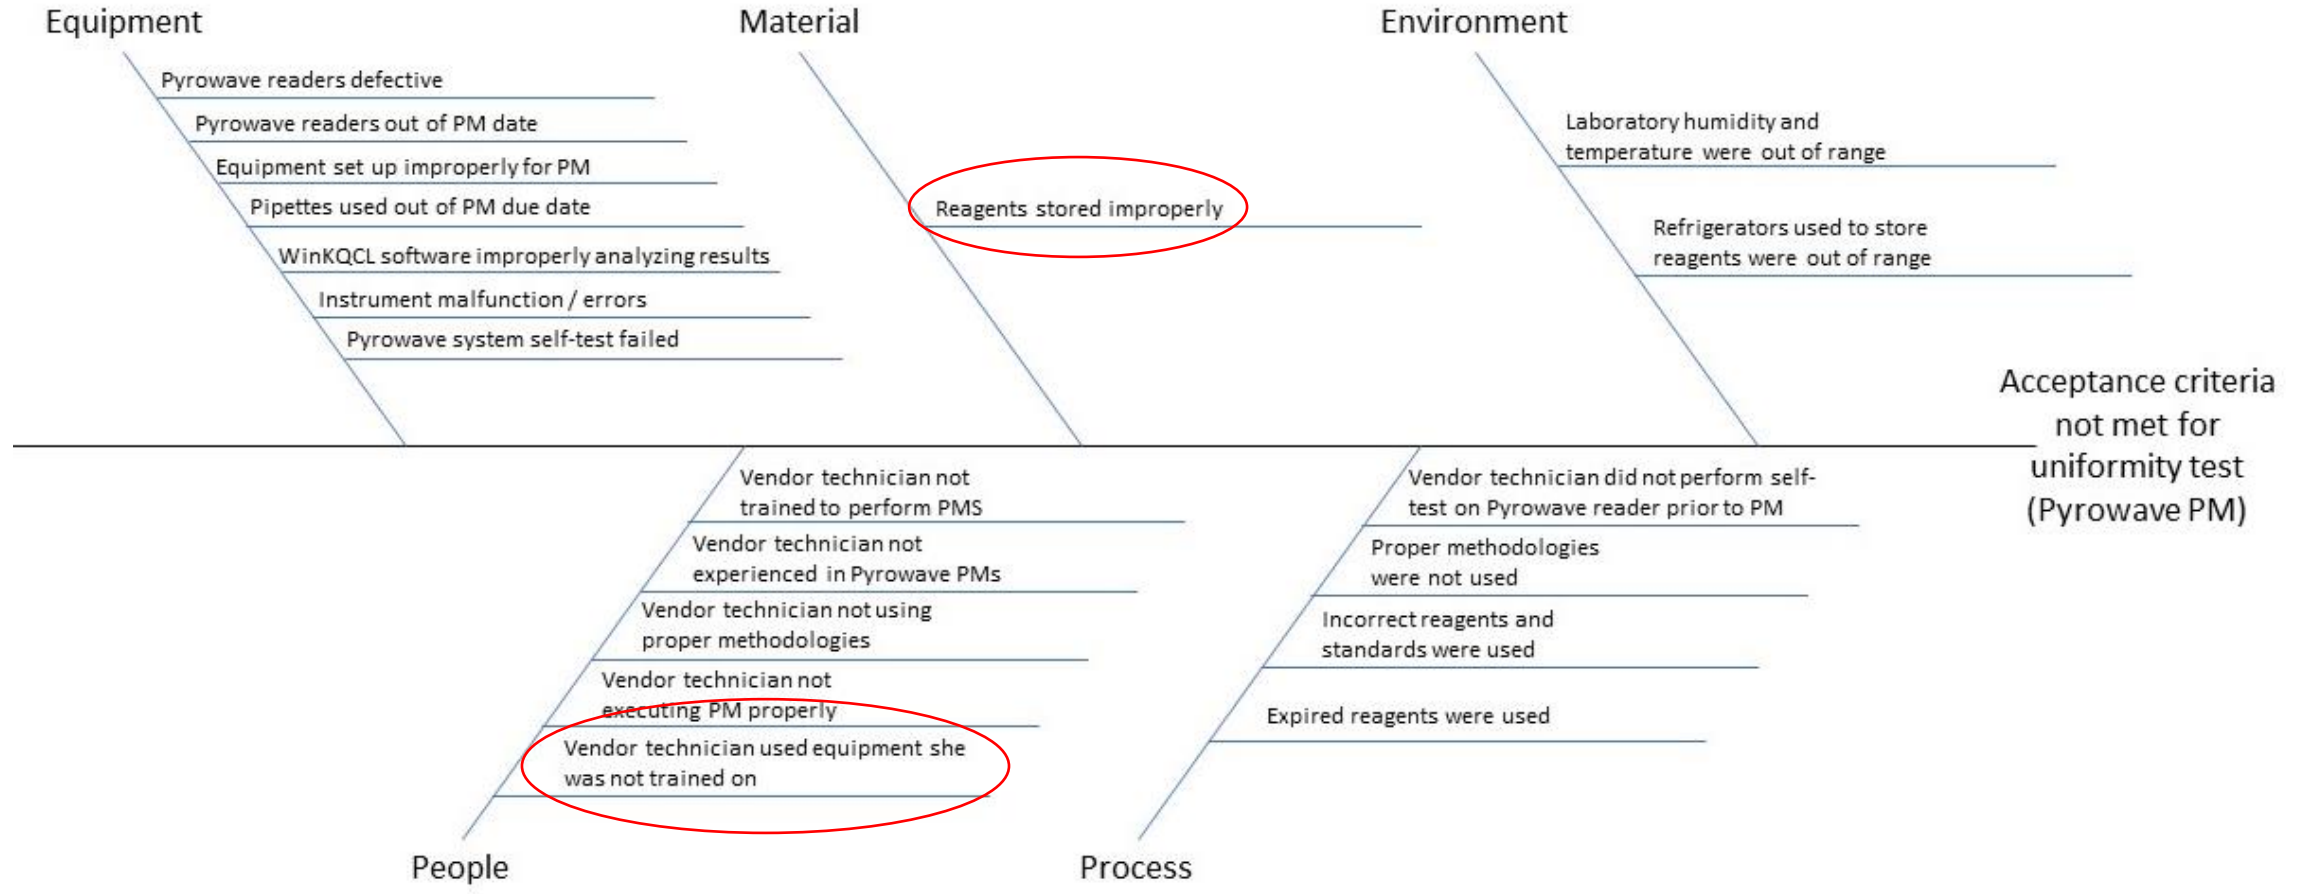 Equipment
Pyrowave readers defective
Pyrowave readers out of PM date
Equipment set up improperly for PM
Pipettes used out of PM due date
WinKQCL software improperly analyzing results
Instrument malfunction / errors
Pyrowave system self-test failed
Material
Reagents stored improperly
Environment
Laboratory humidity and
temperature were out of range
Refrigerators used to store
reagents were out of range
Acceptance criteria
not met for
uniformity test
(Pyrowave PM)
Vendor technician not
trained to perform PMS
Vendor technician not
experienced in Pyrowave PMs
Vendor technician not using
proper methodologies
Vendor technician not
executing PM properly
Vendor technician used equipment she
was not trained on
People
Vendor technician did not perform self-
test on Pyrowave reader prior to PM
Proper methodologies
were not used
Incorrect reagents and
standards were used
Expired reagents were used
Process